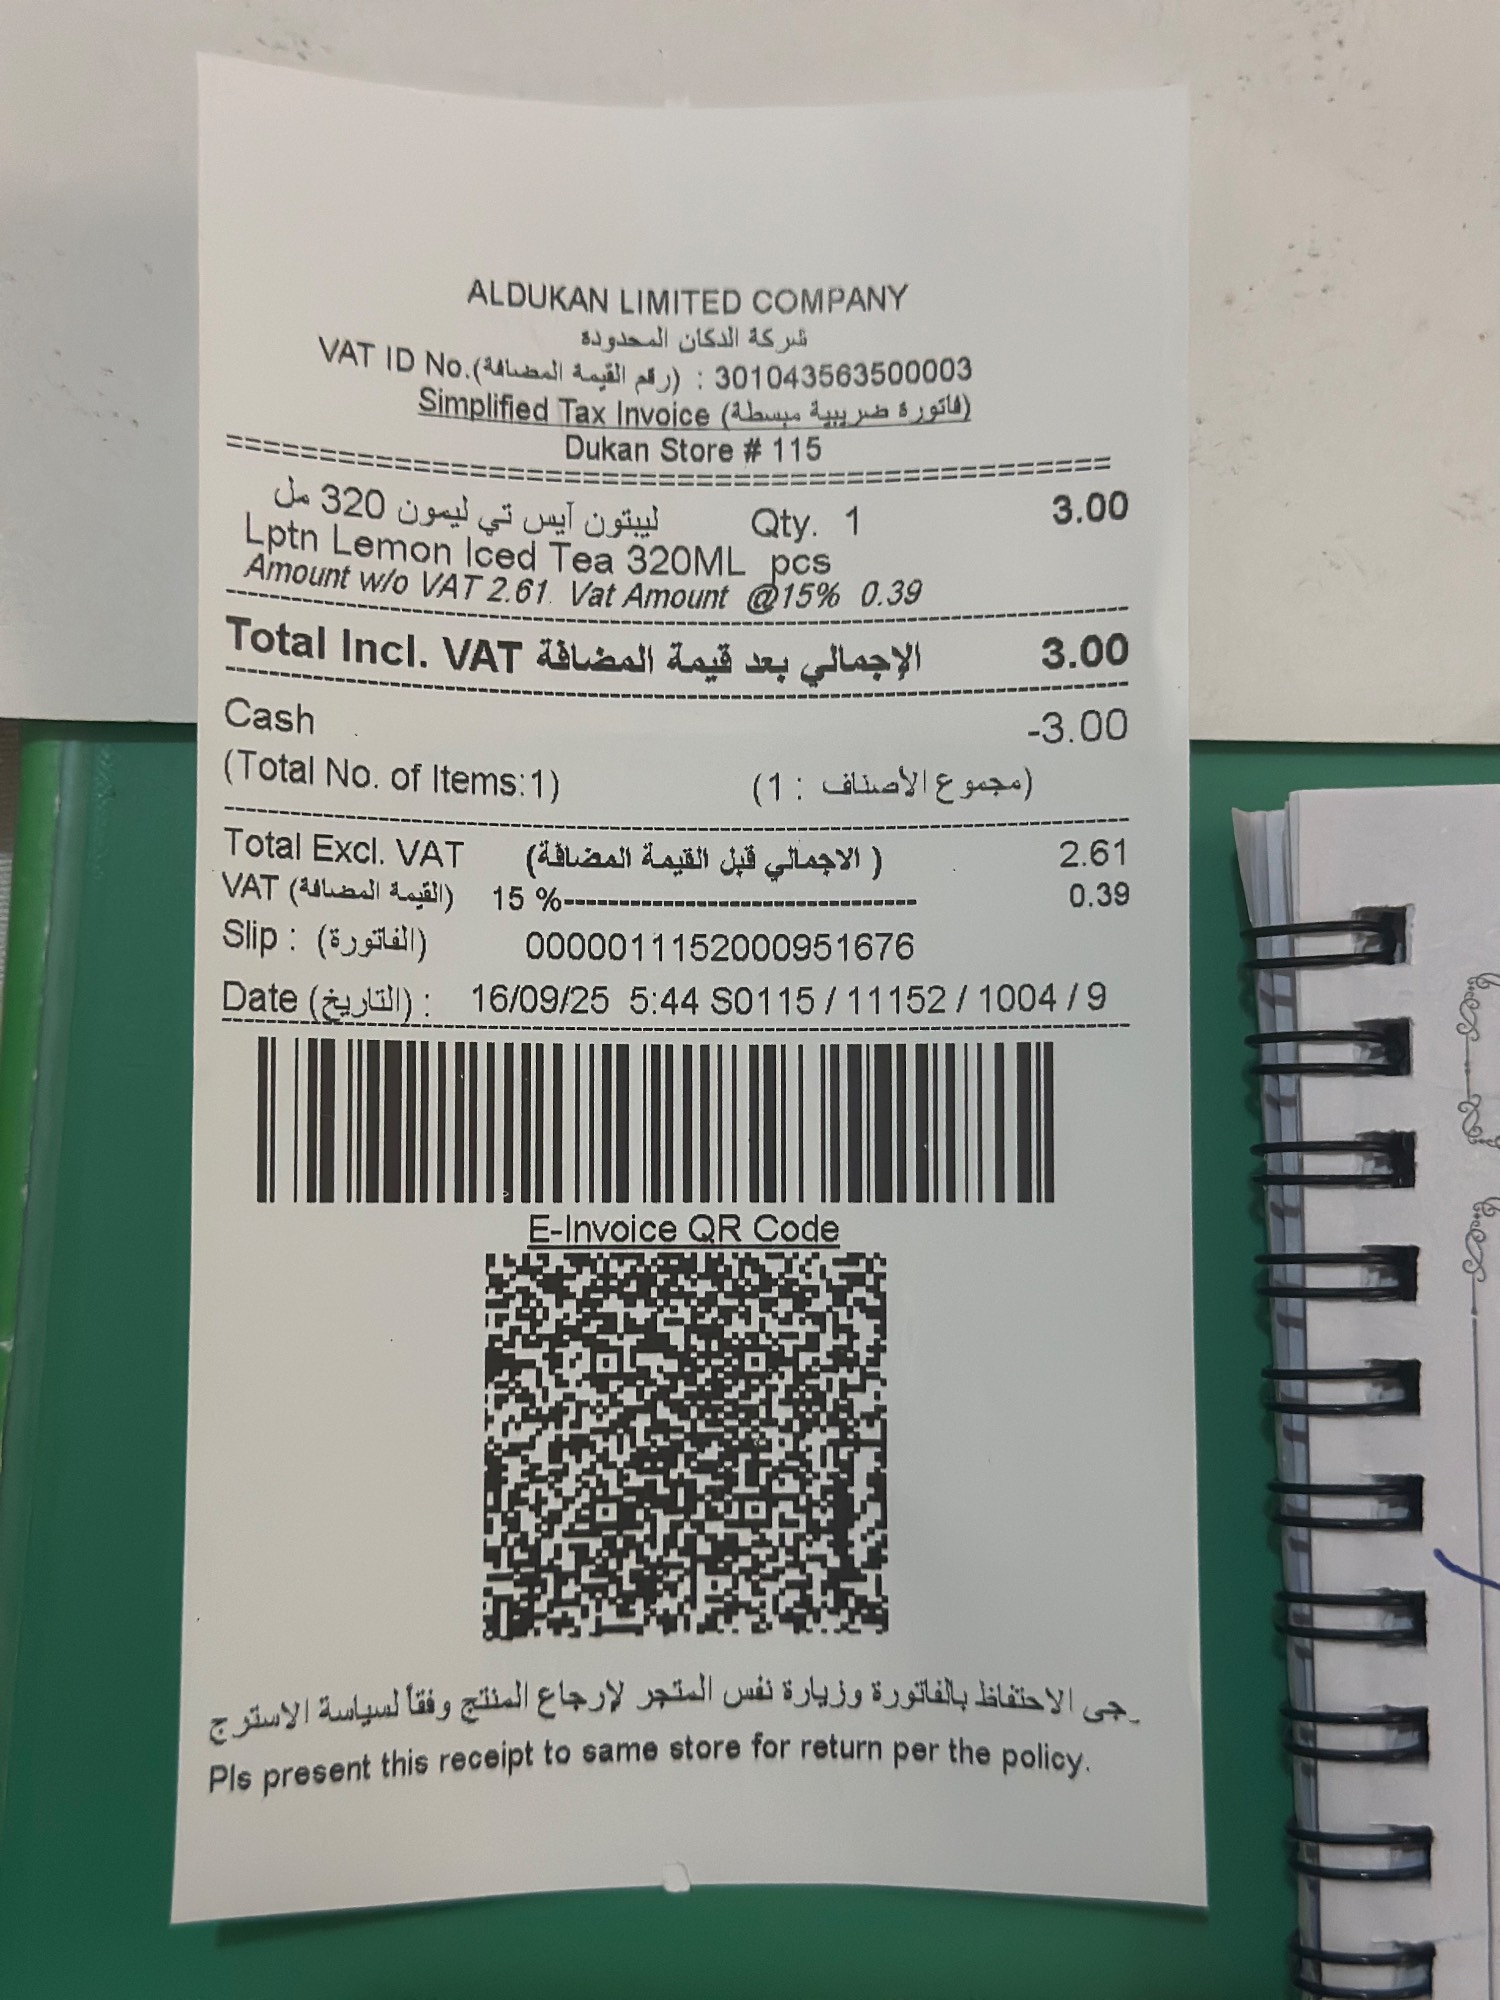 ALDUKAN LIMITED COMPANY
شركة الدكان المحدودة
VAT ID No.(رقم القيمة المضافة) : 301043563500003
Simplified Tax Invoice (فاتورة ضريبية مبسطة)
Dukan Store # 115
==================================================
ليبتون آيس تي ليمون 320 مل Qty. 1 3.00
Lptn Lemon Iced Tea 320ML pcs
Amount w/o VAT 2.61 Vat Amount @15% 0.39
Total Incl. VAT الإجمالي بعد قيمة المضافة 3.00
Cash -3.00
(Total No. of Items:1) (مجموع الأصناف : 1)
Total Excl. VAT (الاجمالي قبل القيمة المضافة ) 2.61
VAT (القيمة المضافة) 15 %-------------------------------- 0.39
Slip : (الفاتورة) 0000011152000951676
Date (التاريخ) : 16/09/25 5:44 S0115 / 11152 / 1004 / 9
E-Invoice QR Code
رجى الاحتفاظ بالفاتورة وزيارة نفس المتجر لإرجاع المنتج وفقاً لسياسة الاسترج
Pls present this receipt to same store for return per the policy.